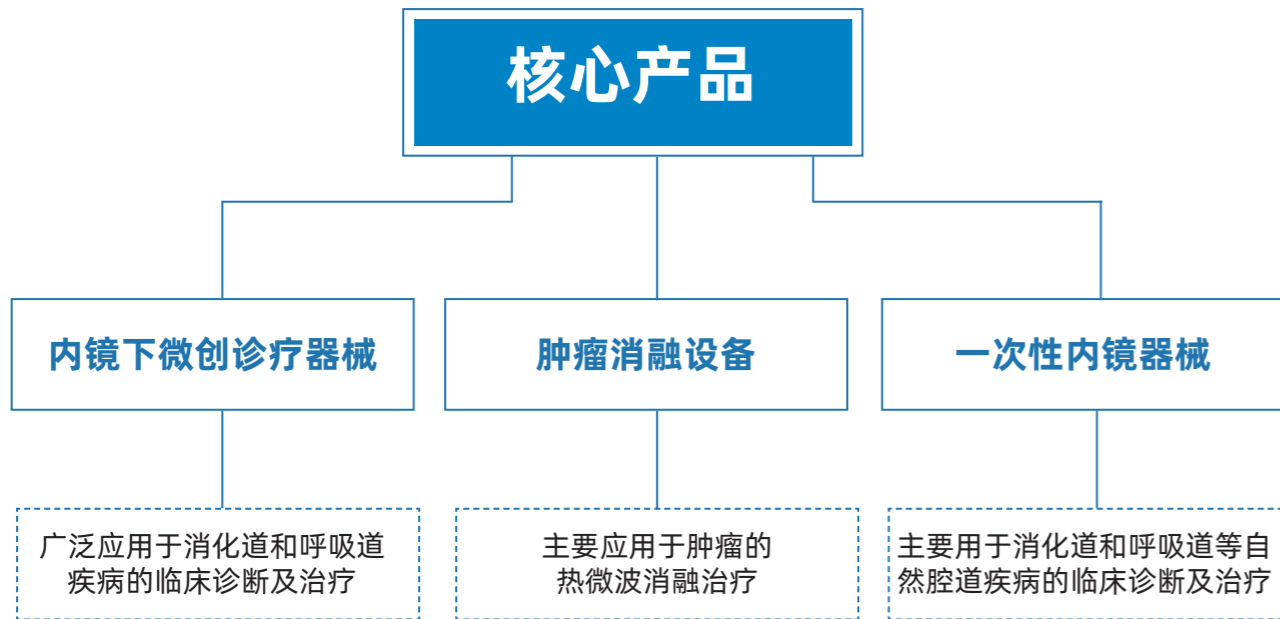 核心产品
内镜下微创诊疗器械
肿瘤消融设备
一次性内镜器械
广泛应用于消化道和呼吸道
疾病的临床诊断及治疗
主要应用于肿瘤的
热微波消融治疗
主要用于消化道和呼吸道等自
然腔道疾病的临床诊断及治疗